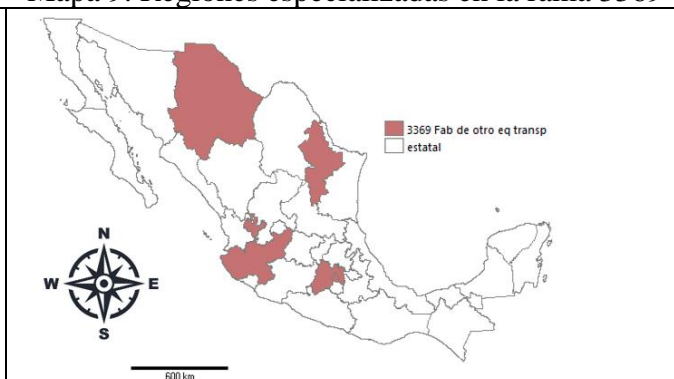 Mapa 9. Regiones especializadas en la rama 3369
3369 Fab de otro eq transp
estatal
N
W E
S
600 km